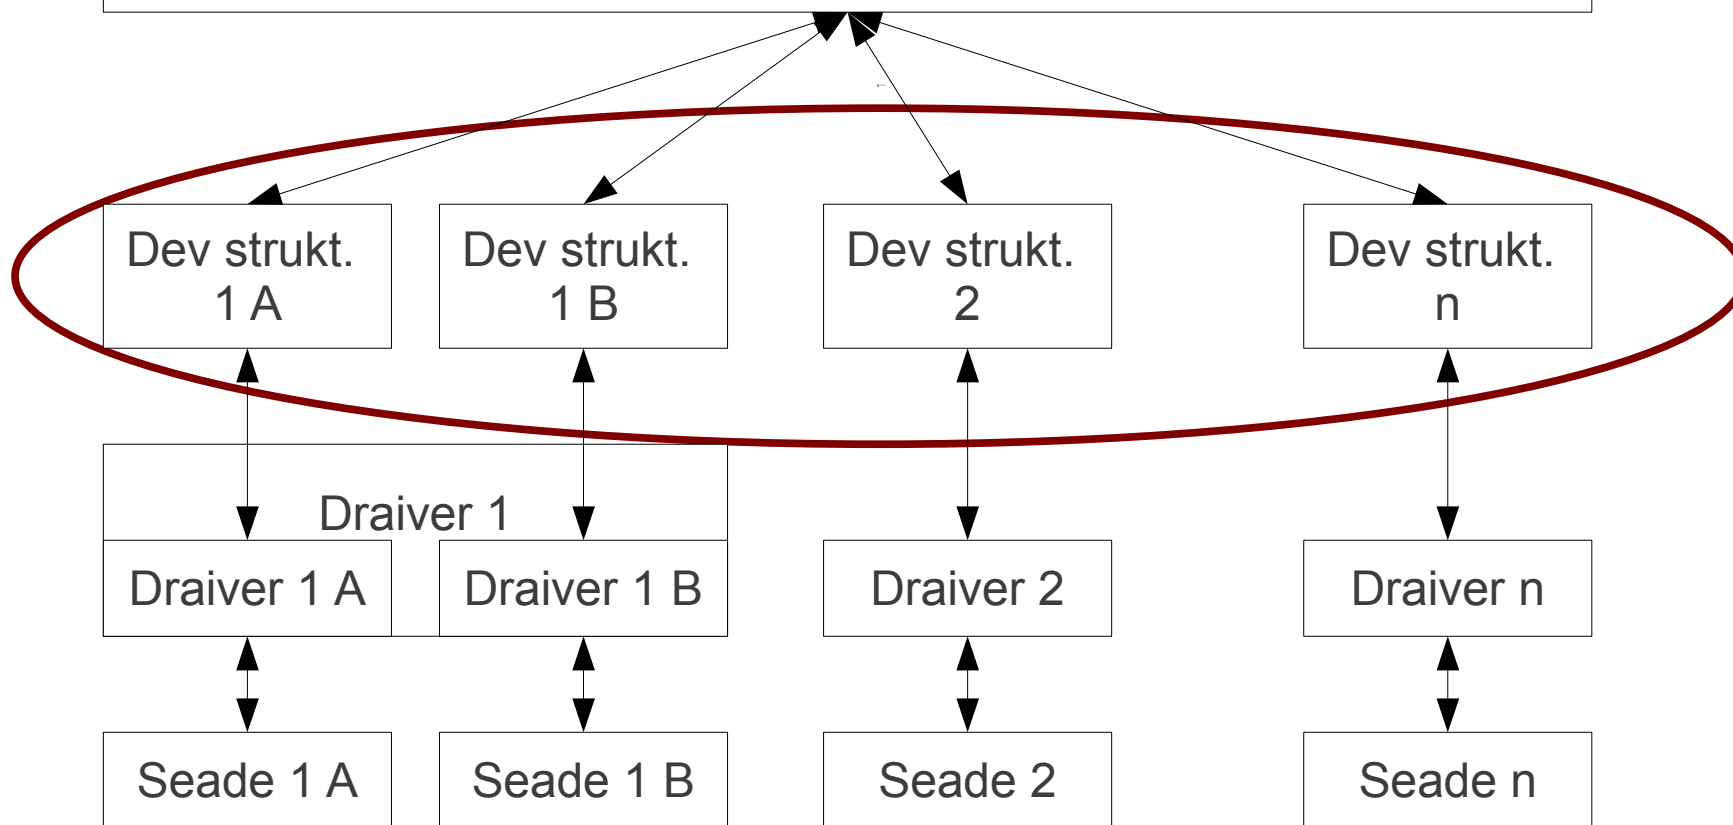 Dev strukt.
1 A
Dev strukt.
1 B
Dev strukt.
2
Dev strukt.
n
Draiver 1
Draiver 1 A
Draiver 1 B
Draiver 2
Draiver n
Seade 1 A
Seade 1 B
Seade 2
Seade n